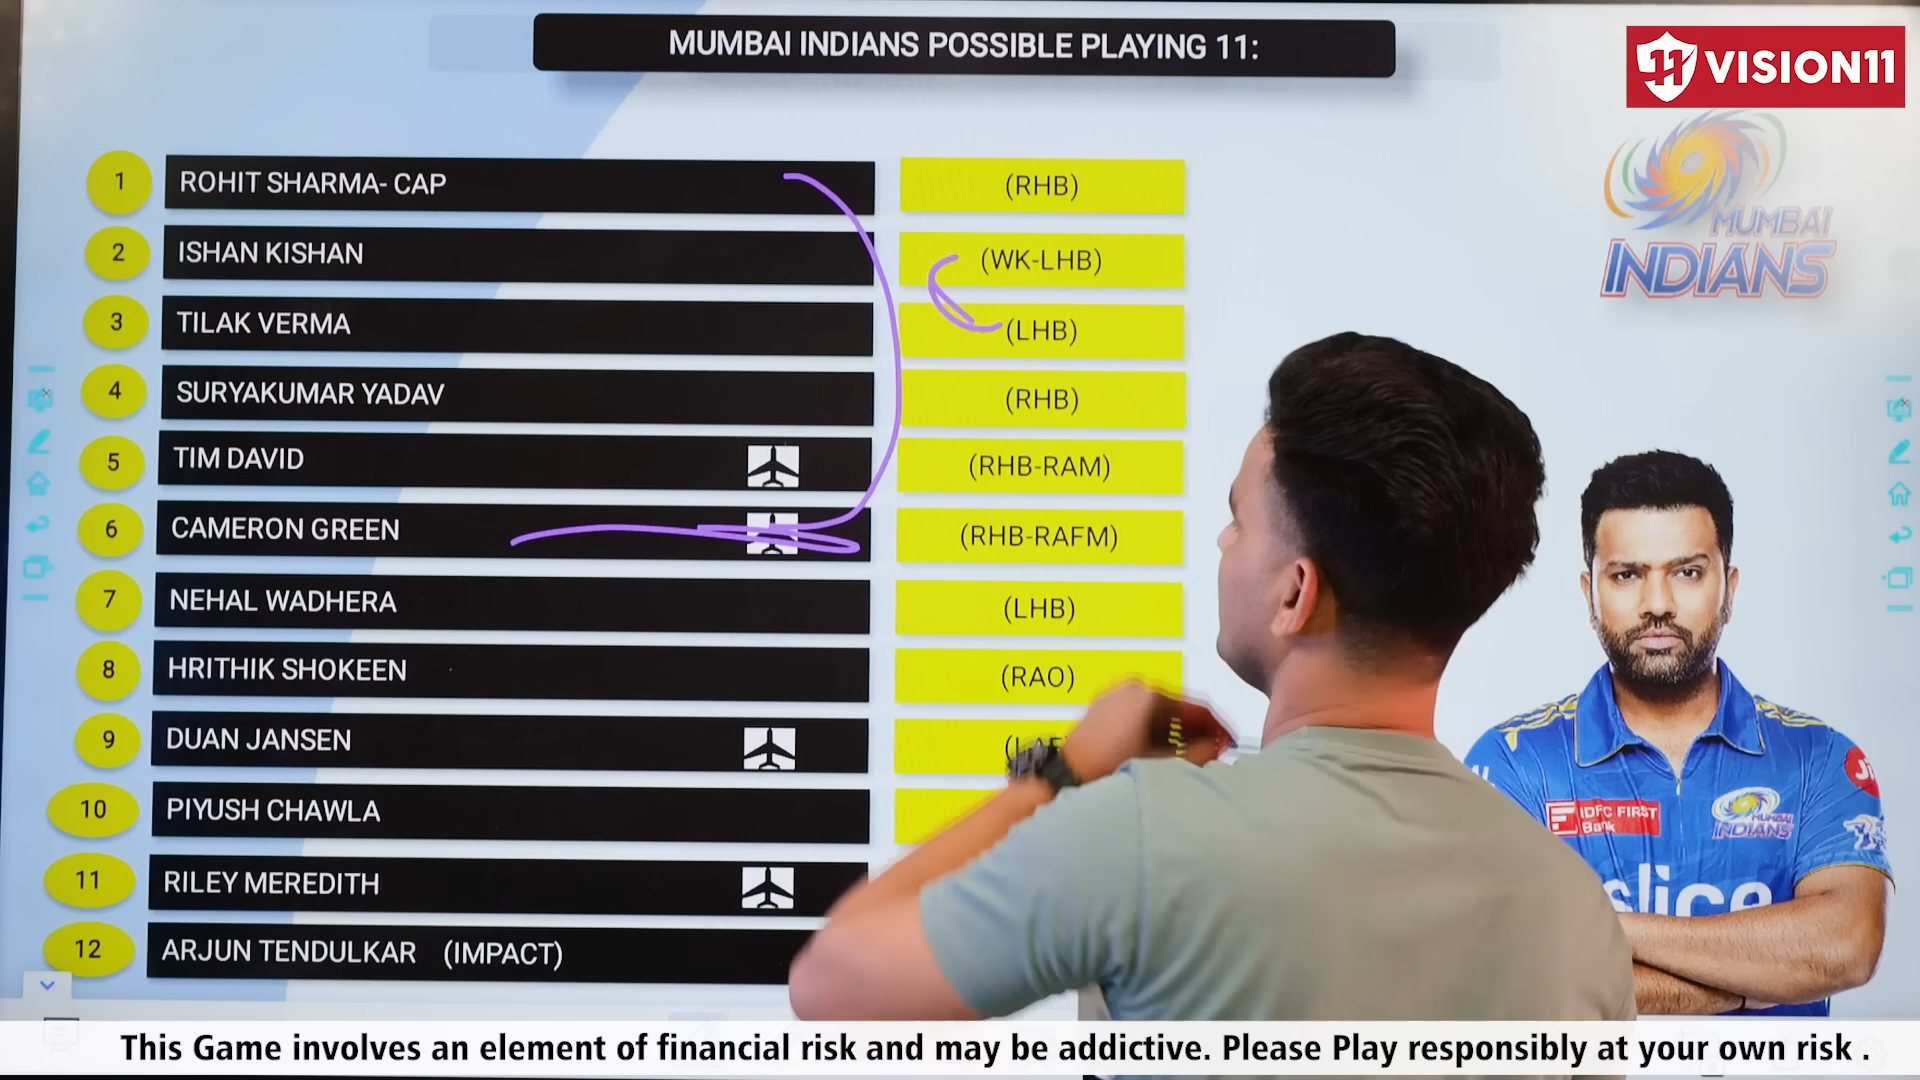 MUMBAI INDIANS POSSIBLE PLAYING 11:
11 VISION11
MUMBAI
INDIANS
1 ROHIT SHARMA- CAP (RHB)
2 ISHAN KISHAN (WK-LHB)
3 TILAK VERMA (LHB)
4 SURYAKUMAR YADAV (RHB)
5 TIM DAVID (RHB-RAM)
6 CAMERON GREEN (RHB-RAFM)
7 NEHAL WADHERA (LHB)
8 HRITHIK SHOKEEN (RAO)
9 DUAN JANSEN
10 PIYUSH CHAWLA
11 RILEY MEREDITH
12 ARJUN TENDULKAR (IMPACT)
IDFC FIRST
Bank
MUMBAI
INDIANS
slice
This Game involves an element of financial risk and may be addictive. Please Play responsibly at your own risk .